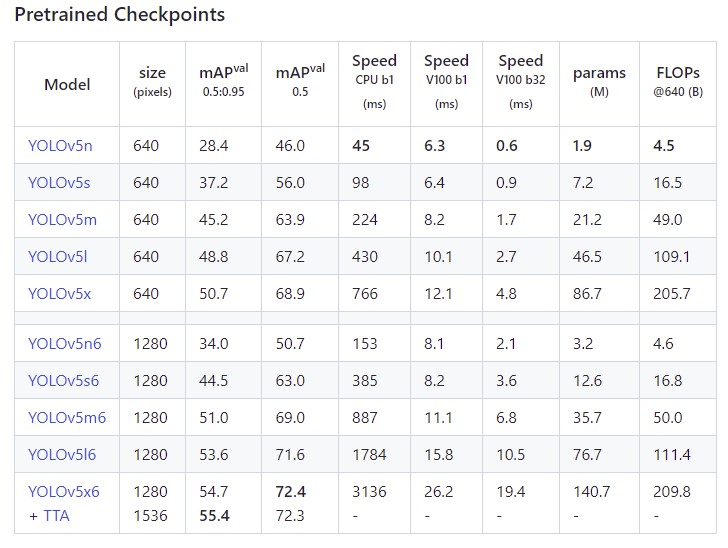 Pretrained Checkpoints
Model size (pixels) mAPval 0.5:0.95 mAPval 0.5 Speed CPU b1 (ms) Speed V100 b1 (ms) Speed V100 b32 (ms) params (M) FLOPs @640 (B)
YOLOv5n 640 28.4 46.0 45 6.3 0.6 1.9 4.5
YOLOv5s 640 37.2 56.0 98 6.4 0.9 7.2 16.5
YOLOv5m 640 45.2 63.9 224 8.2 1.7 21.2 49.0
YOLOv5l 640 48.8 67.2 430 10.1 2.7 46.5 109.1
YOLOv5x 640 50.7 68.9 766 12.1 4.8 86.7 205.7
YOLOv5n6 1280 34.0 50.7 153 8.1 2.1 3.2 4.6
YOLOv5s6 1280 44.5 63.0 385 8.2 3.6 12.6 16.8
YOLOv5m6 1280 51.0 69.0 887 11.1 6.8 35.7 50.0
YOLOv5l6 1280 53.6 71.6 1784 15.8 10.5 76.7 111.4
YOLOv5x6 1280 54.7 72.4 3136 26.2 19.4 140.7 209.8
+ TTA 1536 55.4 72.3 - - - - -